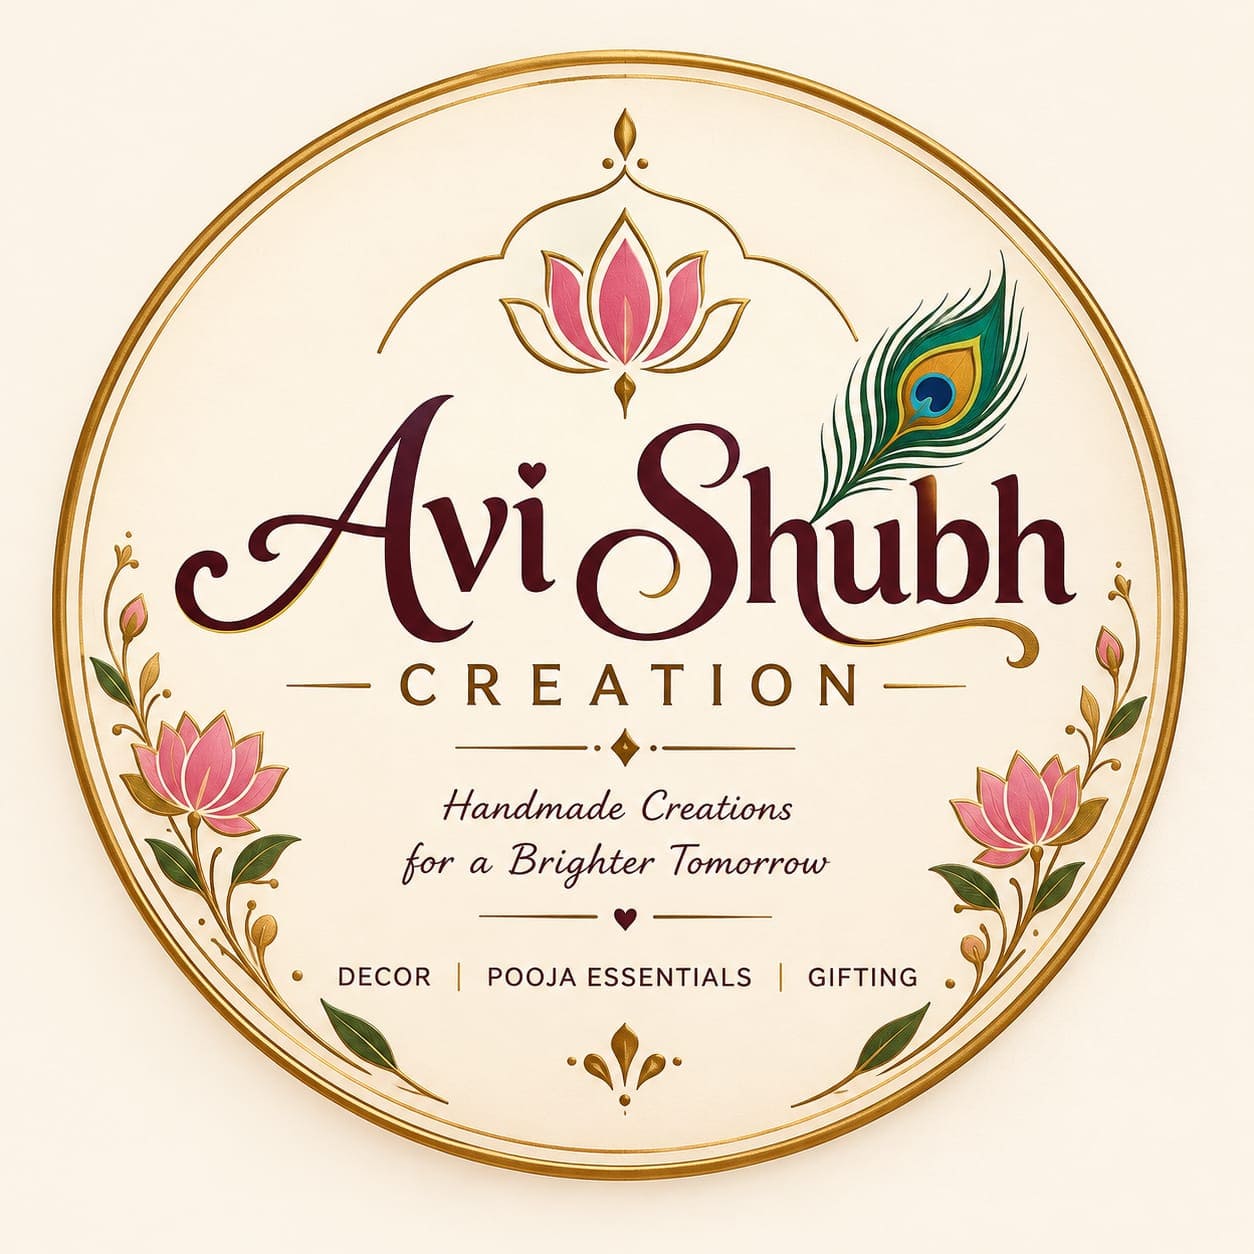 Avi Shubh
CREATION
Handmade Creations
for a Brighter Tomorrow
DECOR | POOJA ESSENTIALS | GIFTING